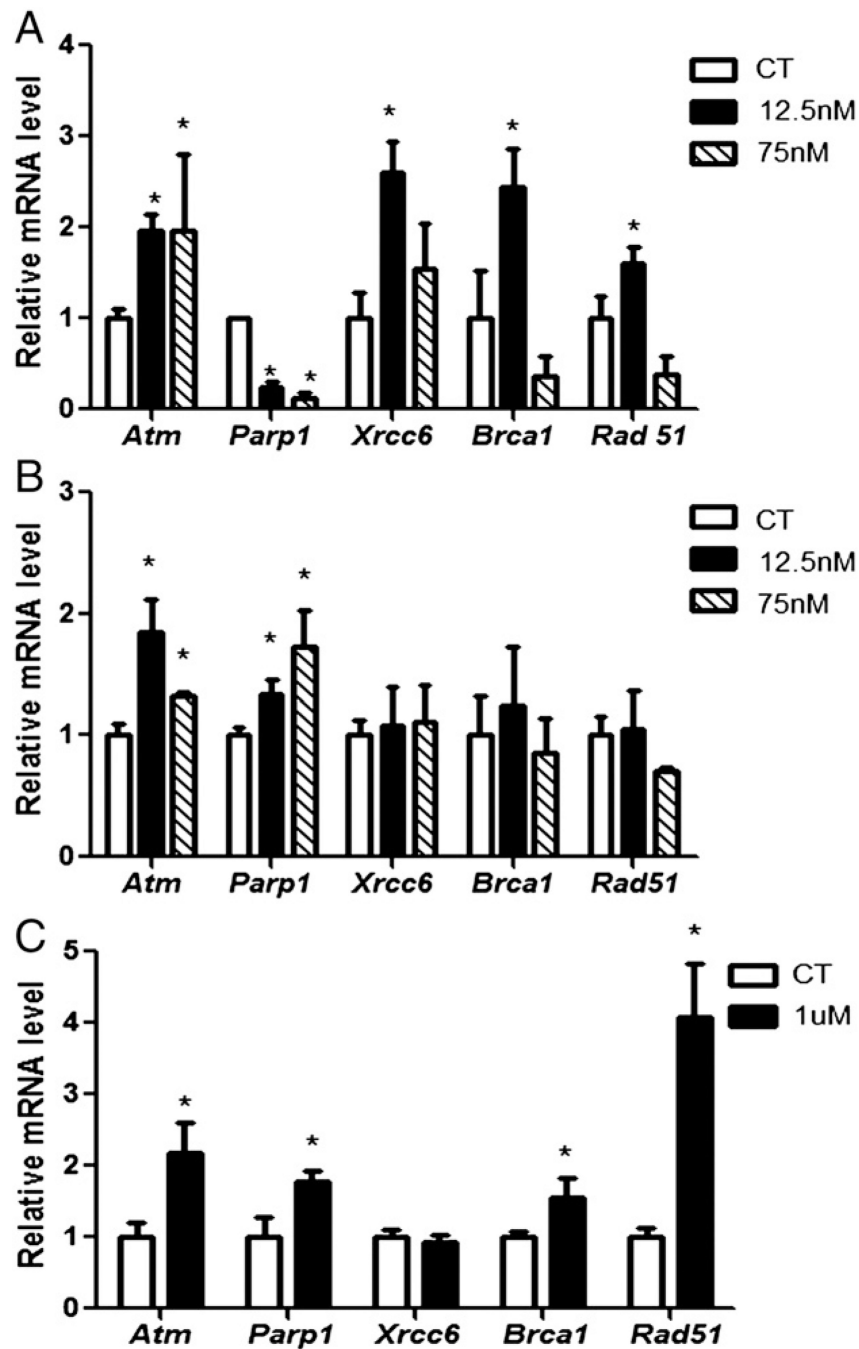 A
Relative mRNA level
4
3
2
1
0
* * * * * * * *
Atm Parp1 Xrcc6 Brca1 Rad 51
CT
12.5nM
75nM
B
Relative mRNA level
3
2
1
0
* * * *
Atm Parp1 Xrcc6 Brca1 Rad51
CT
12.5nM
75nM
C
Relative mRNA level
5
4
3
2
1
0
* * * *
Atm Parp1 Xrcc6 Brca1 Rad51
CT
1uM